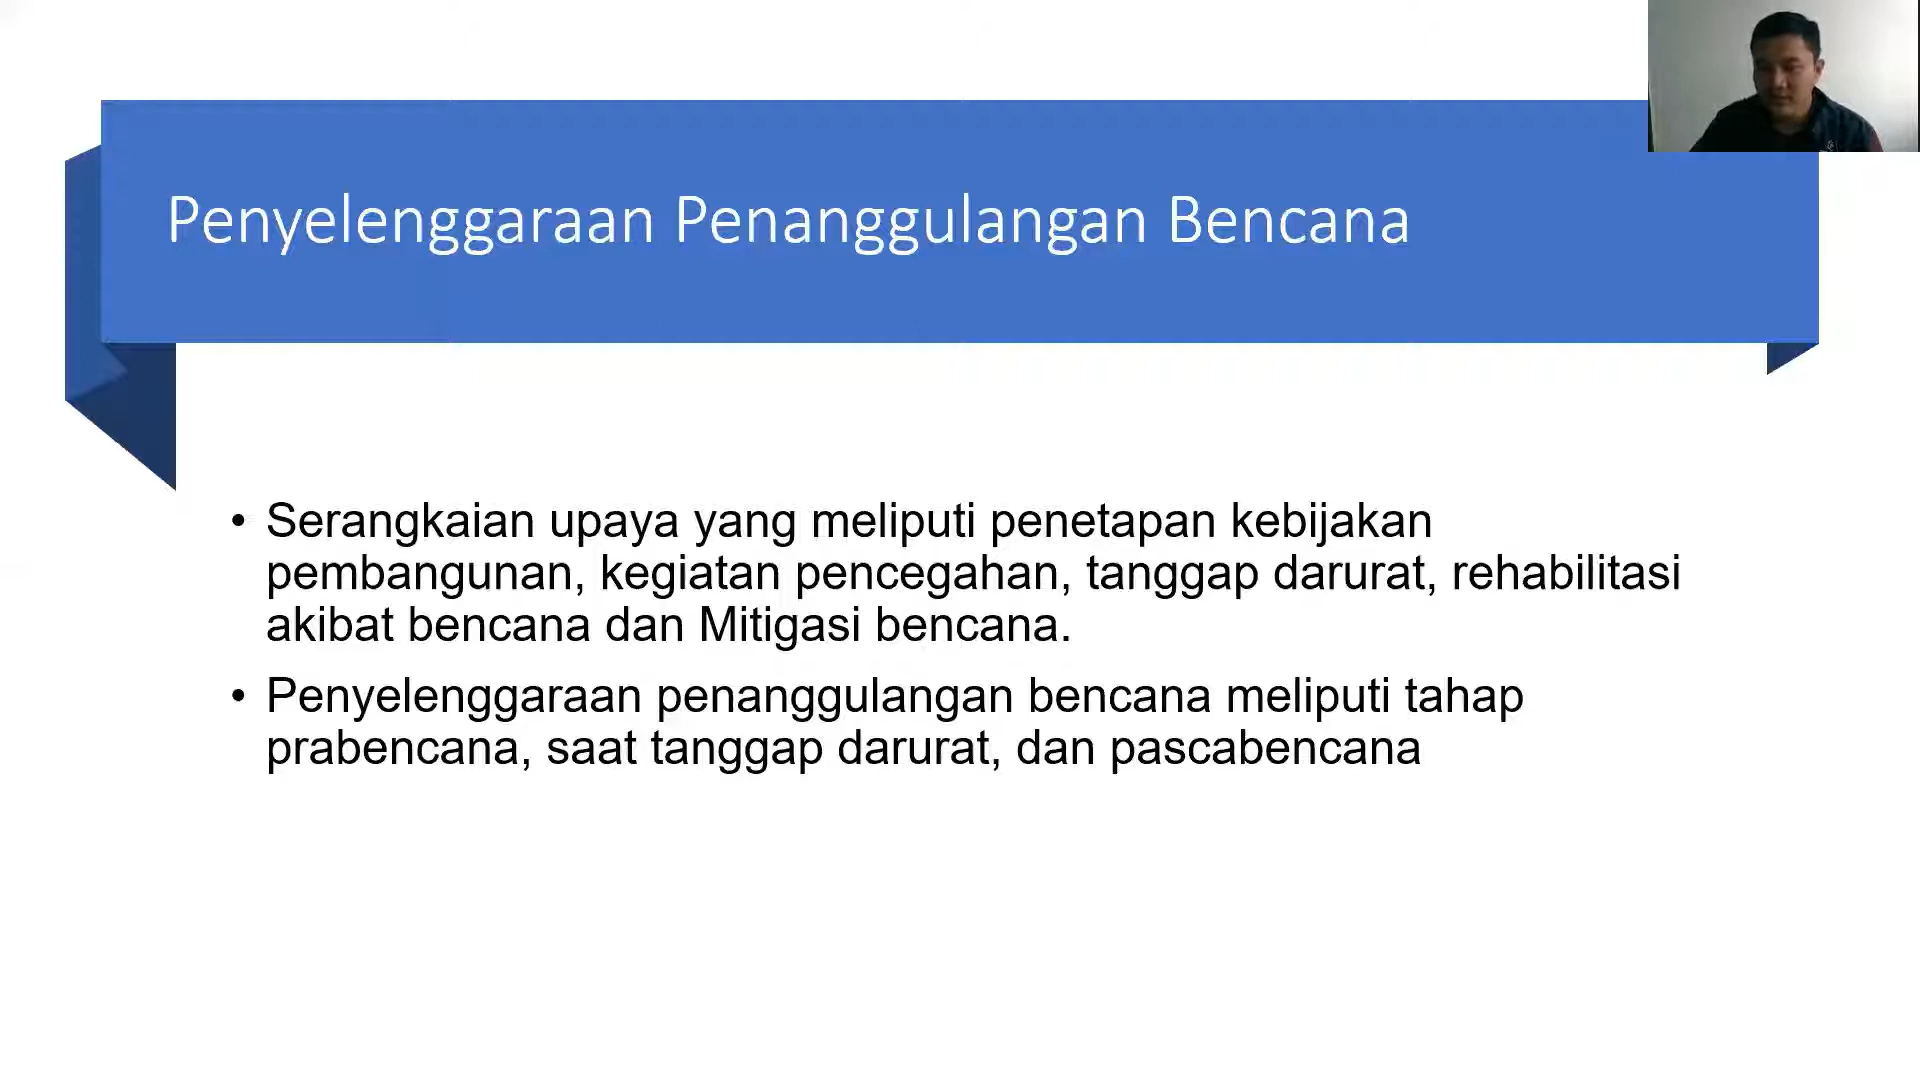 Penyelenggaraan Penanggulangan Bencana
• Serangkaian upaya yang meliputi penetapan kebijakan
pembangunan, kegiatan pencegahan, tanggap darurat, rehabilitasi
akibat bencana dan Mitigasi bencana.
• Penyelenggaraan penanggulangan bencana meliputi tahap
prabencana, saat tanggap darurat, dan pascabencana